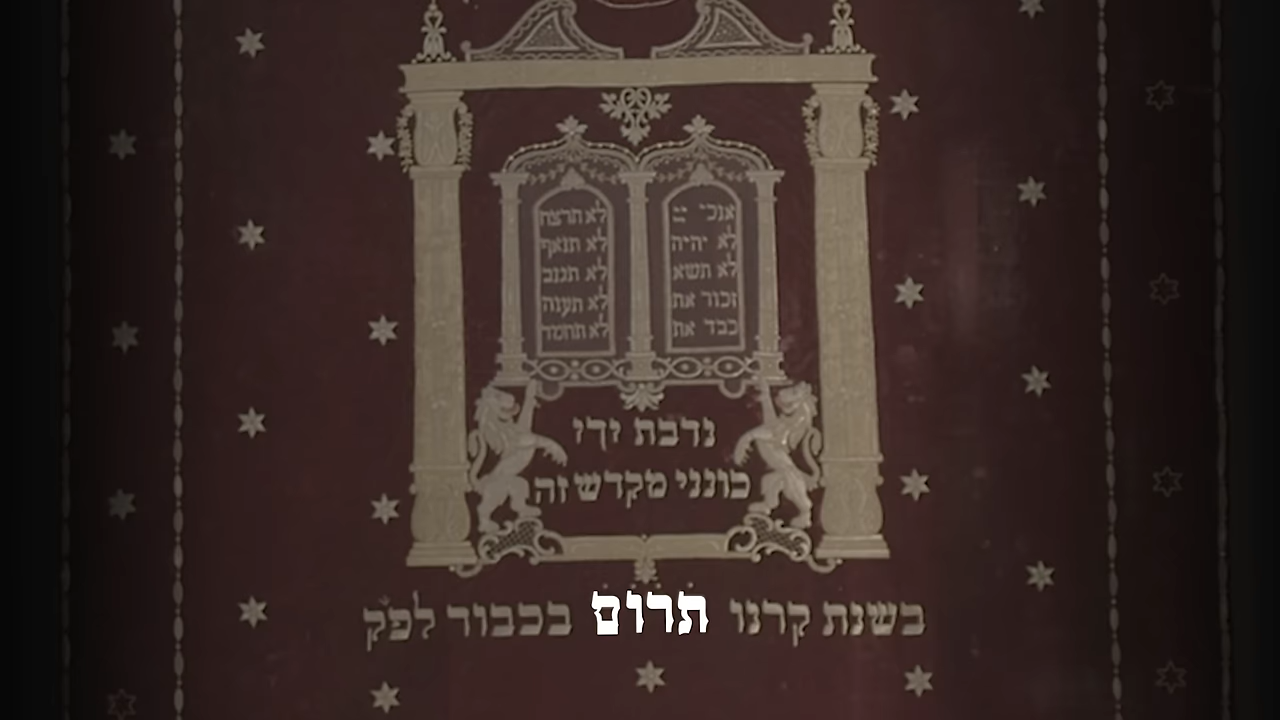 אנכי ײ
לא יהיה
לא תשא
זכור את
כבד את
לא תרצח
לא תנאף
לא תגנב
לא תענה
לא תחמד
נדבת ידי
כונני מקדש זה
בשנת קרנו תרום בכבוד לפק